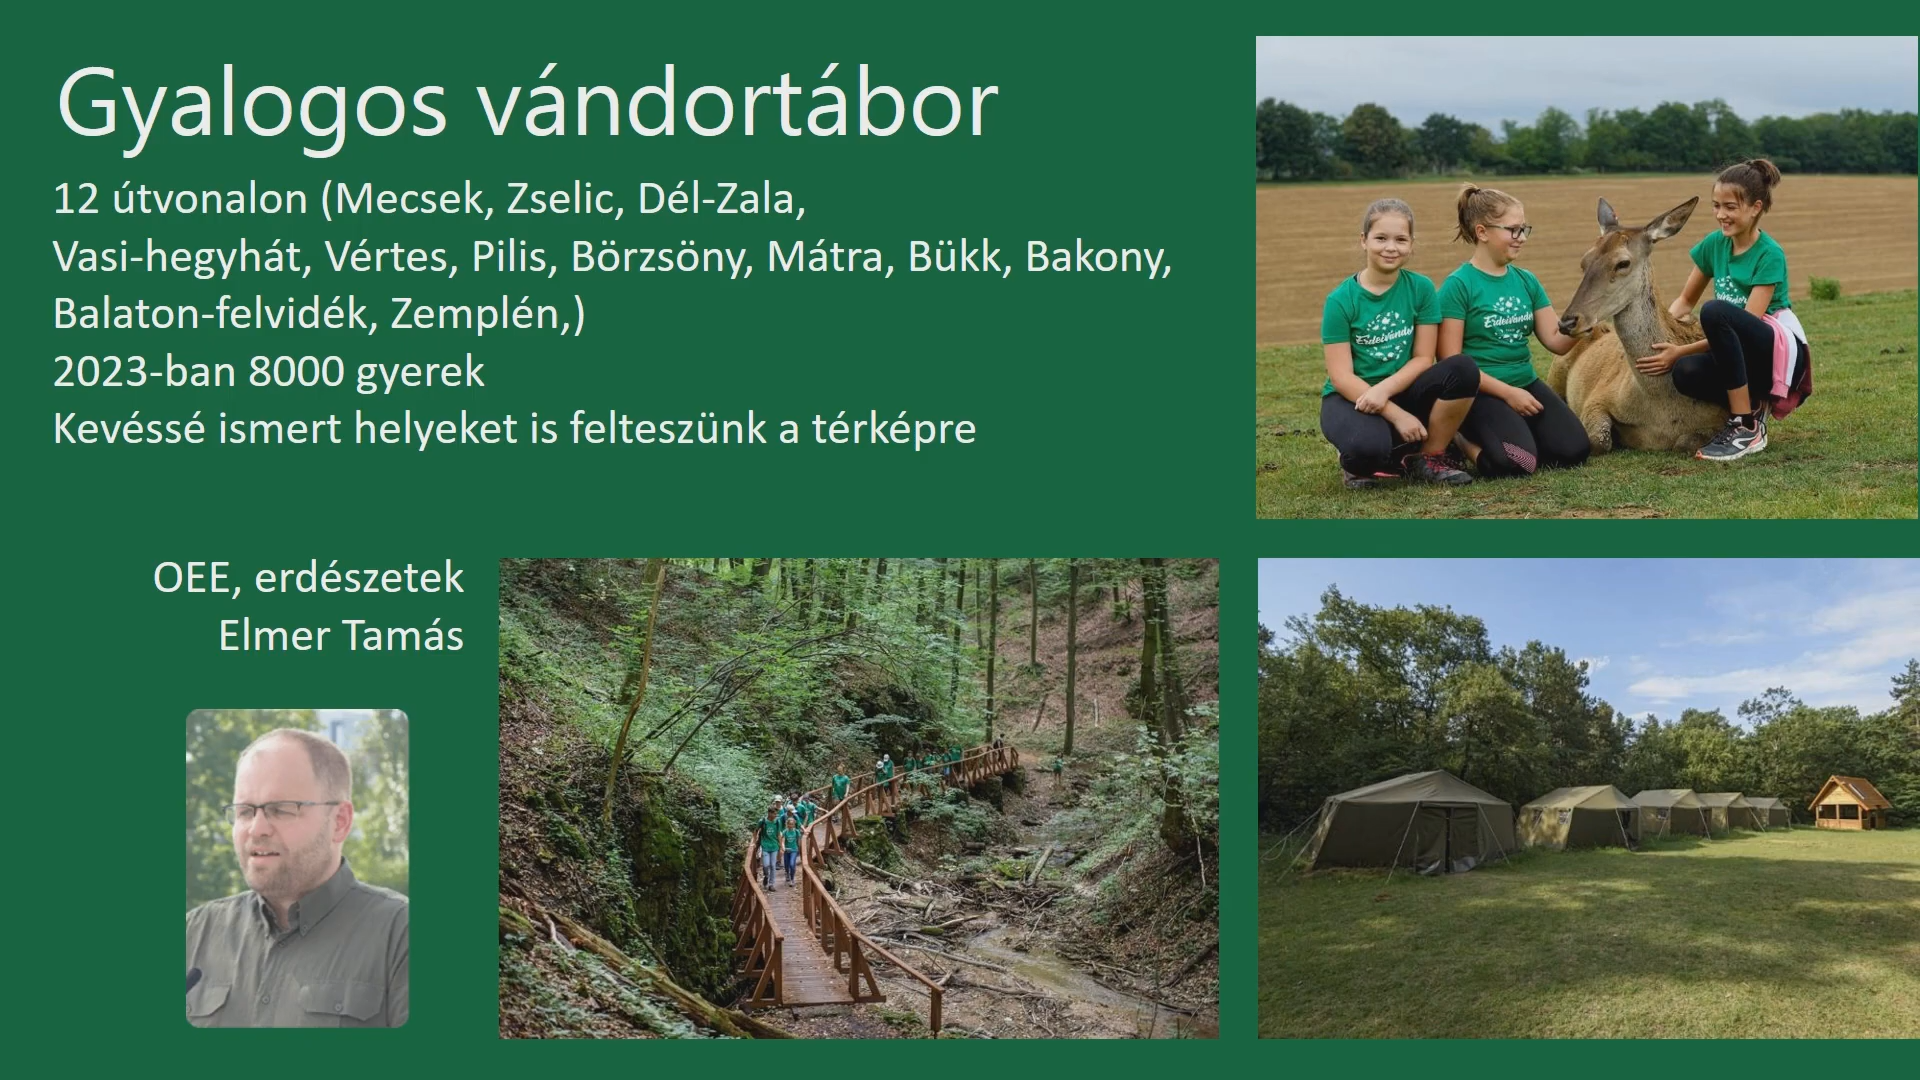 Gyalogos vándortábor
12 útvonalon (Mecsek, Zselic, Dél-Zala,
Vasi-hegyhát, Vértes, Pilis, Börzsöny, Mátra, Bükk, Bakony,
Balaton-felvidék, Zemplén,)
2023-ban 8000 gyerek
Kevéssé ismert helyeket is felteszünk a térképre
OEE, erdészetek
Elmer Tamás